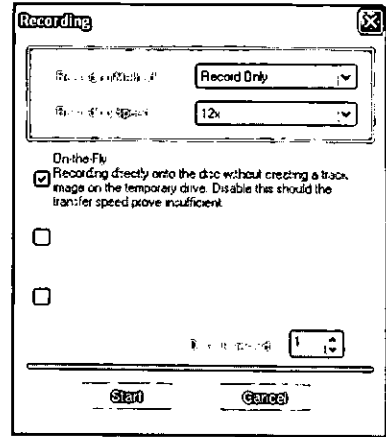 Recording
Record Only
12x
On-the-Fly
Recording directly onto the disc without creating a track
image on the temporary drive. Disable this should the
transfer speed prove insufficient
1
Start
Cancel